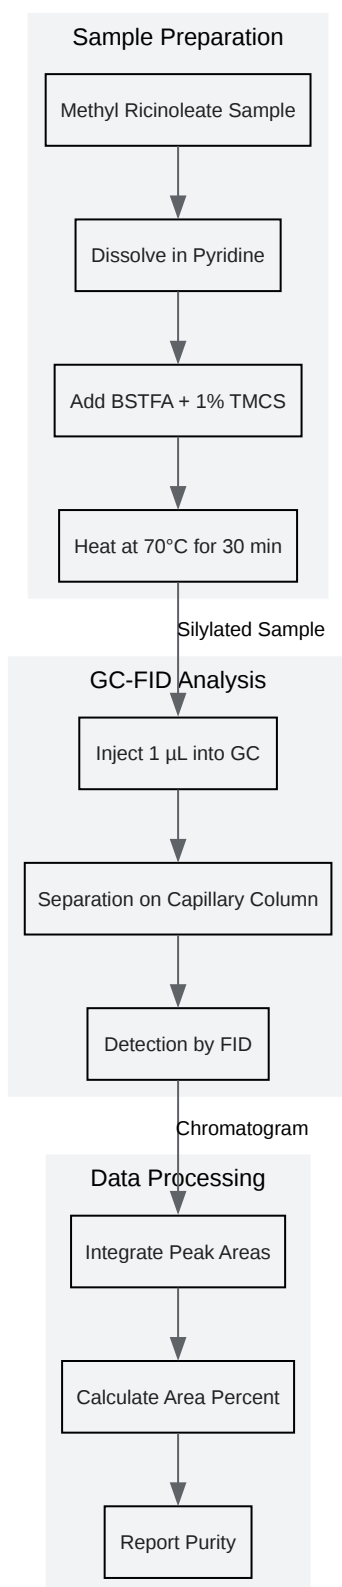 Sample Preparation
Methyl Ricinoleate Sample
Dissolve in Pyridine
Add BSTFA + 1% TMCS
Heat at 70°C for 30 min
Silylated Sample
GC-FID Analysis
Inject 1 µL into GC
Separation on Capillary Column
Detection by FID
Chromatogram
Data Processing
Integrate Peak Areas
Calculate Area Percent
Report Purity